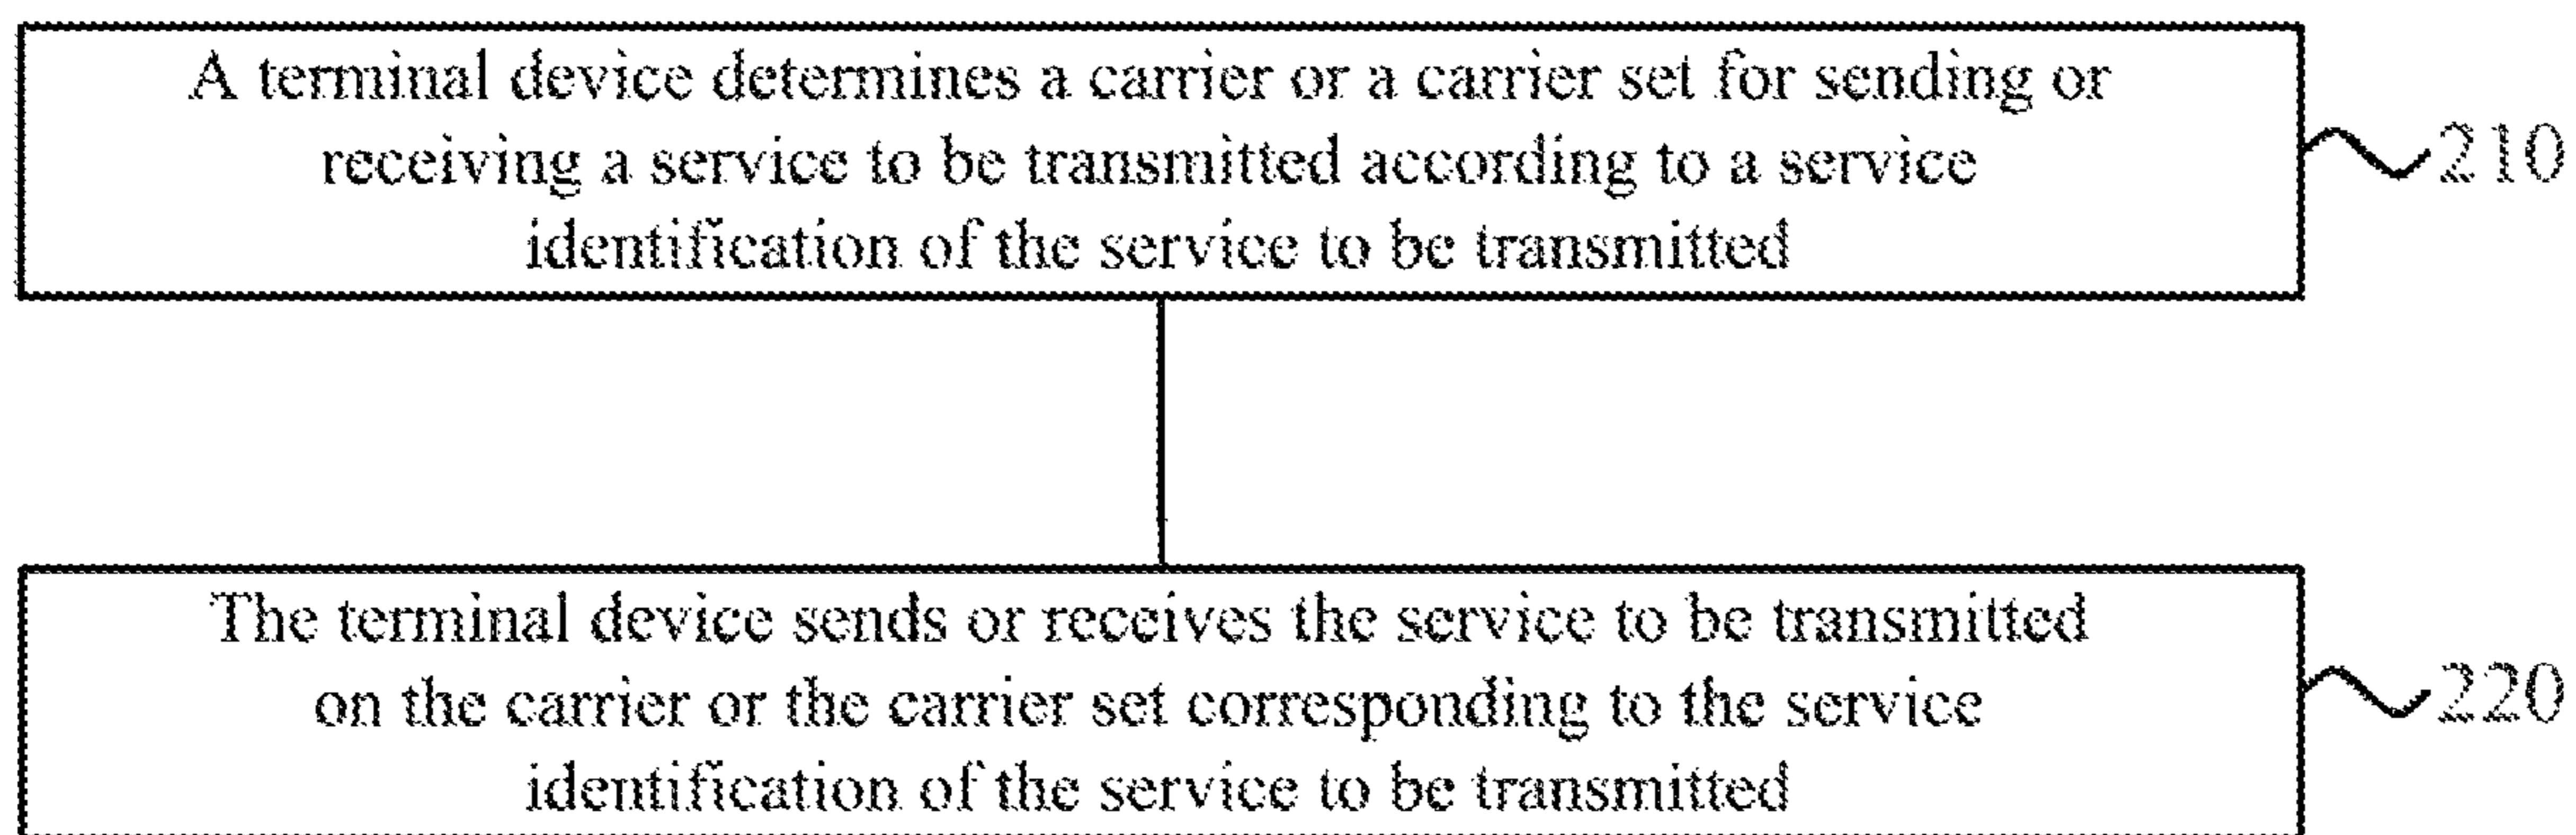 A terminal device determines a carrier or a carrier set for sending or
receiving a service to be transmitted according to a service
identification of the service to be transmitted
210
The terminal device sends or receives the service to be transmitted
on the carrier or the carrier set corresponding to the service
identification of the service to be transmitted
220